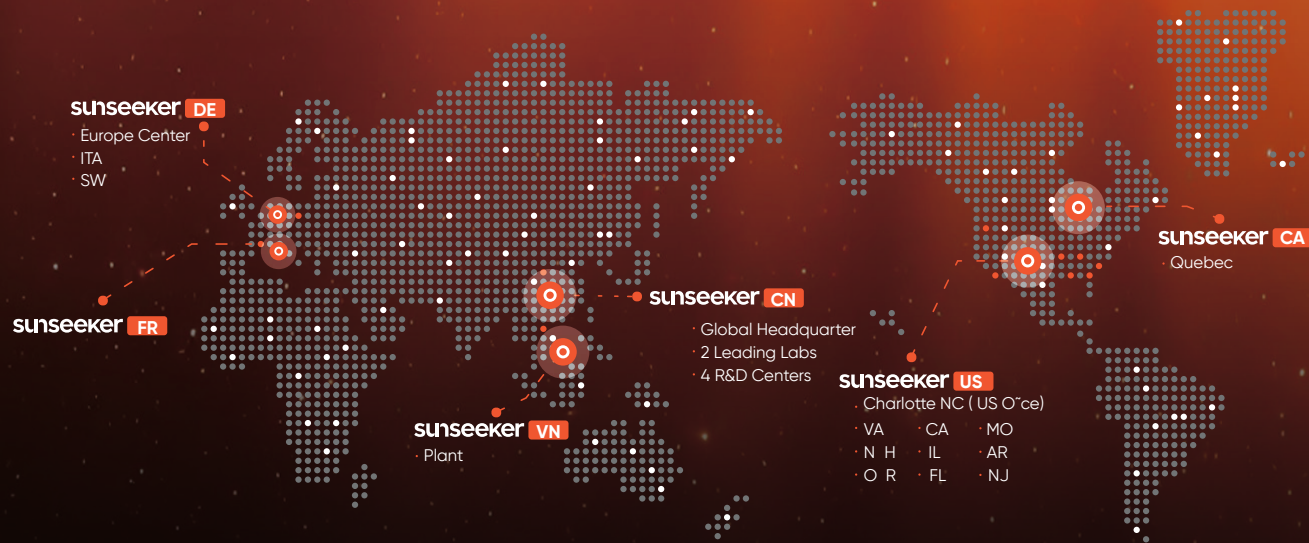 sunseeker DE
· Europe Center
· ITA
· SW
sunseeker FR
sunseeker CN
· Global Headquarter
· 2 Leading Labs
· 4 R&D Centers
sunseeker VN
· Plant
sunseeker US
· Charlotte NC ( US O˜ce)
· VA · CA · MO
· N H · IL · AR
· O R · FL · NJ
sunseeker CA
· Quebec